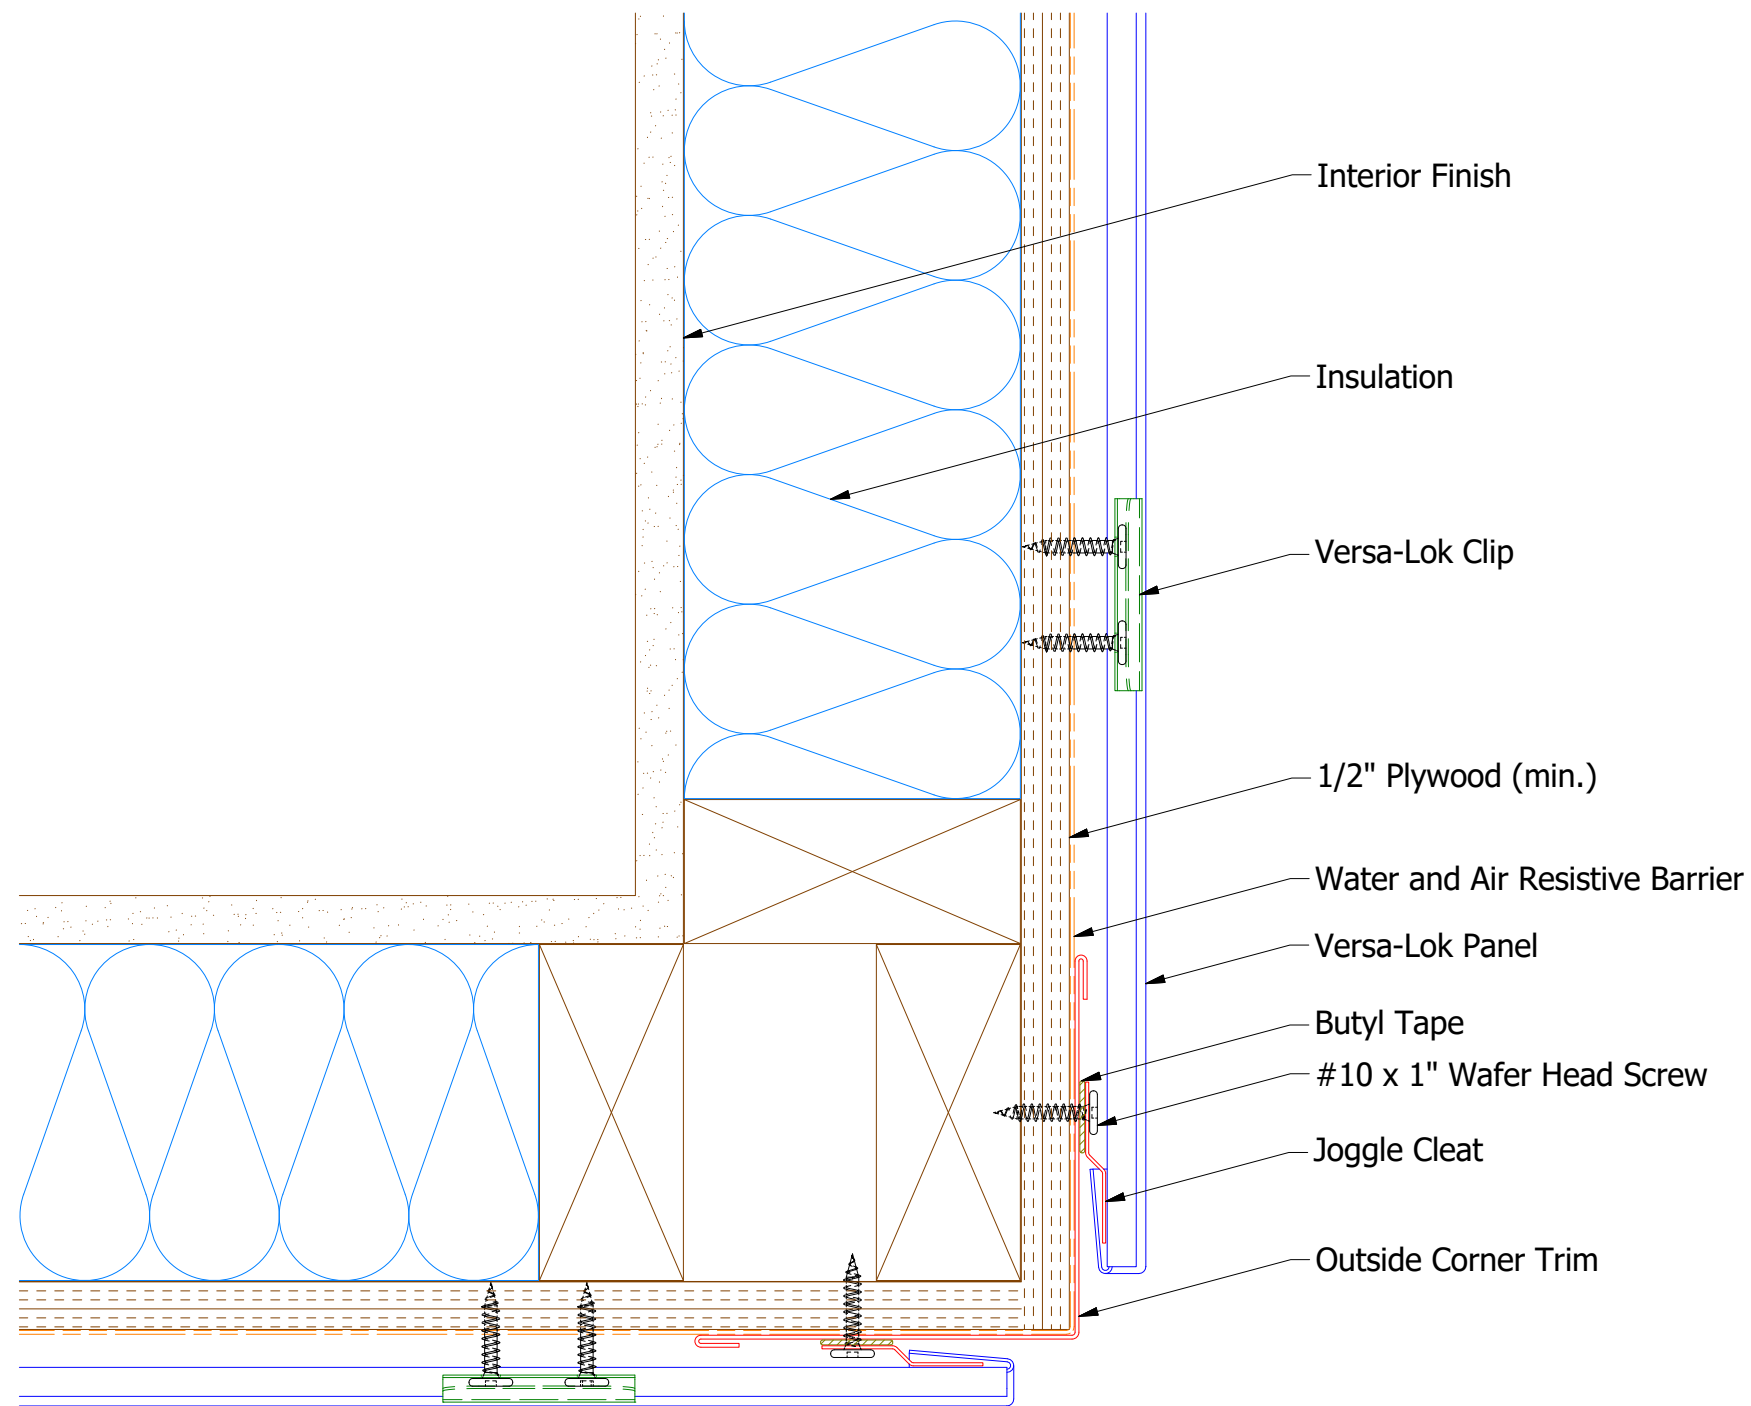 Interior Finish
Insulation
Versa-Lok Clip
1/2" Plywood (min.)
Water and Air Resistive Barrier
Versa-Lok Panel
Butyl Tape
#10 x 1" Wafer Head Screw
Joggle Cleat
Outside Corner Trim